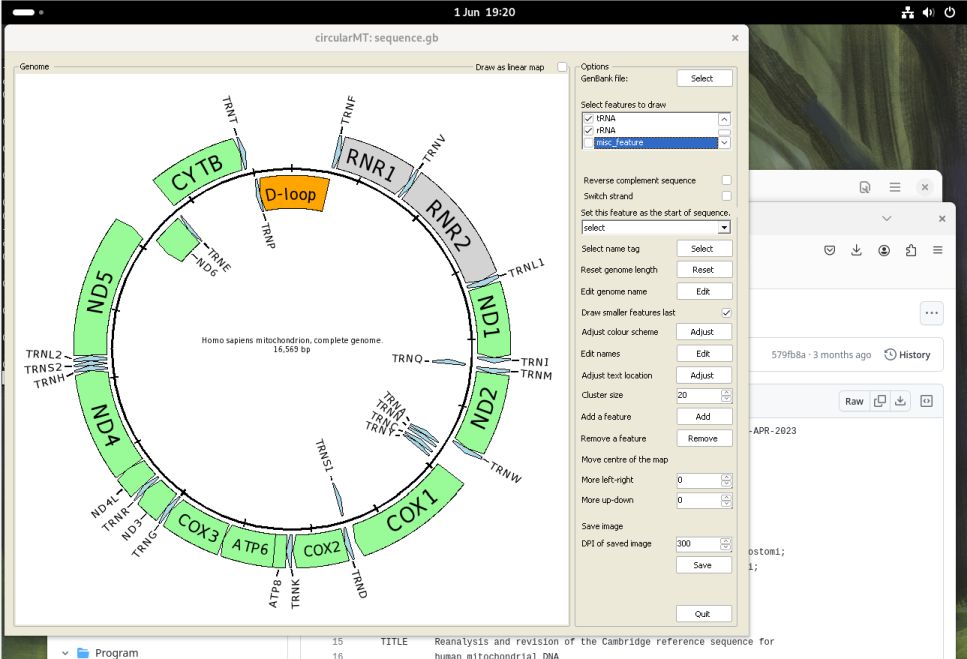 1 Jun 19:20
circularMT: sequence.gb
Genome
Draw as linear map
TRNT
TRNF
CYTB
RNR1
TRNV
D-loop
RNR2
TRNP
TRNE
ND6
TRNL1
ND5
ND1
Homo sapiens mitochondrion, complete genome.
16,569 bp
TRNL2
TRNS2
TRNH
TRNQ
TRNI
TRNM
ND4
ND2
TRNA
TRNN
TRNC
TRNY
TRNS1
TRNW
ND4L
TRNR
ND3
TRNG
COX3
ATP6
COX2
COX1
ATP8
TRNK
TRND
Options
GenBank file:
Select
Select features to draw
tRNA
rRNA
misc_feature
Reverse complement sequence
Switch strand
Set this feature as the start of sequence.
select
Select name tag
Select
Reset genome length
Reset
Edit genome name
Edit
Draw smaller features last
Adjust colour scheme
Adjust
Edit names
Edit
Adjust text location
Adjust
Cluster size
20
Add a feature
Add
Remove a feature
Remove
Move centre of the map
More left-right
0
More up-down
0
Save image
DPI of saved image
300
Save
Quit
579fb8a · 3 months ago
History
Raw
-APR-2023
ostomi;
i;
15 TITLE Reanalysis and revision of the Cambridge reference sequence for
16 human mitochondrial DNA
Program